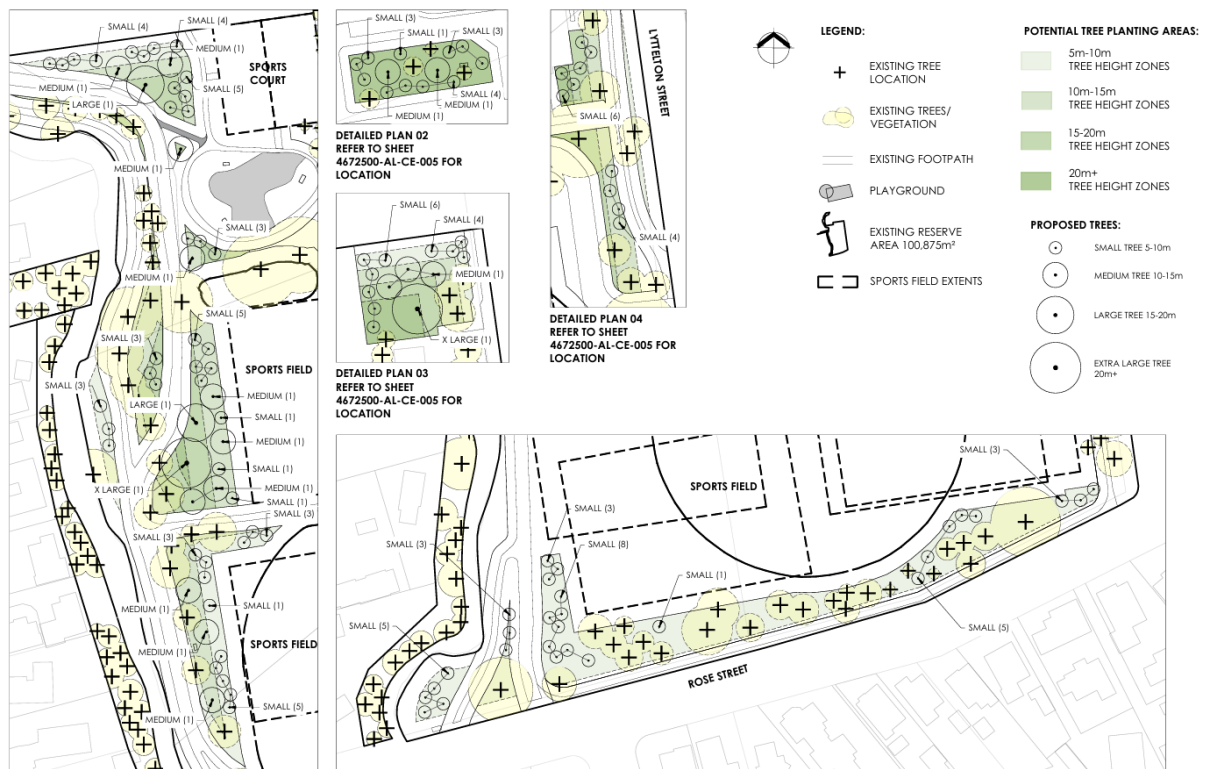 SMALL (4)
SMALL (4)
MEDIUM (1)
SPORTS
COURT
MEDIUM (1)
SMALL (5)
LARGE (1)
MEDIUM (1)
SMALL (3)
MEDIUM (1)
SMALL (5)
SMALL (3)
SPORTS FIELD
SMALL (3)
MEDIUM (1)
LARGE (1)
SMALL (1)
MEDIUM (1)
SMALL (1)
X LARGE (1)
MEDIUM (1)
SMALL (1)
SMALL (3)
SMALL (3)
MEDIUM (1)
SMALL (1)
SPORTS FIELD
MEDIUM (1)
SMALL (5)
MEDIUM (1)
SMALL (3)
SMALL (1)
SMALL (3)
SMALL (4)
MEDIUM (1)
MEDIUM (1)
DETAILED PLAN 02
REFER TO SHEET
4672500-AL-CE-005 FOR
LOCATION
SMALL (6)
SMALL (4)
MEDIUM (1)
X LARGE (1)
DETAILED PLAN 03
REFER TO SHEET
4672500-AL-CE-005 FOR
LOCATION
LYTTELTON STREET
SMALL (6)
SMALL (4)
DETAILED PLAN 04
REFER TO SHEET
4672500-AL-CE-005 FOR
LOCATION
LEGEND:
EXISTING TREE
LOCATION
EXISTING TREES/
VEGETATION
EXISTING FOOTPATH
PLAYGROUND
EXISTING RESERVE
AREA 100,875m²
SPORTS FIELD EXTENTS
POTENTIAL TREE PLANTING AREAS:
5m-10m
TREE HEIGHT ZONES
10m-15m
TREE HEIGHT ZONES
15-20m
TREE HEIGHT ZONES
20m+
TREE HEIGHT ZONES
PROPOSED TREES:
SMALL TREE 5-10m
MEDIUM TREE 10-15m
LARGE TREE 15-20m
EXTRA LARGE TREE
20m+
SMALL (3)
SPORTS FIELD
SMALL (3)
SMALL (3)
SMALL (8)
SMALL (1)
SMALL (5)
SMALL (5)
ROSE STREET